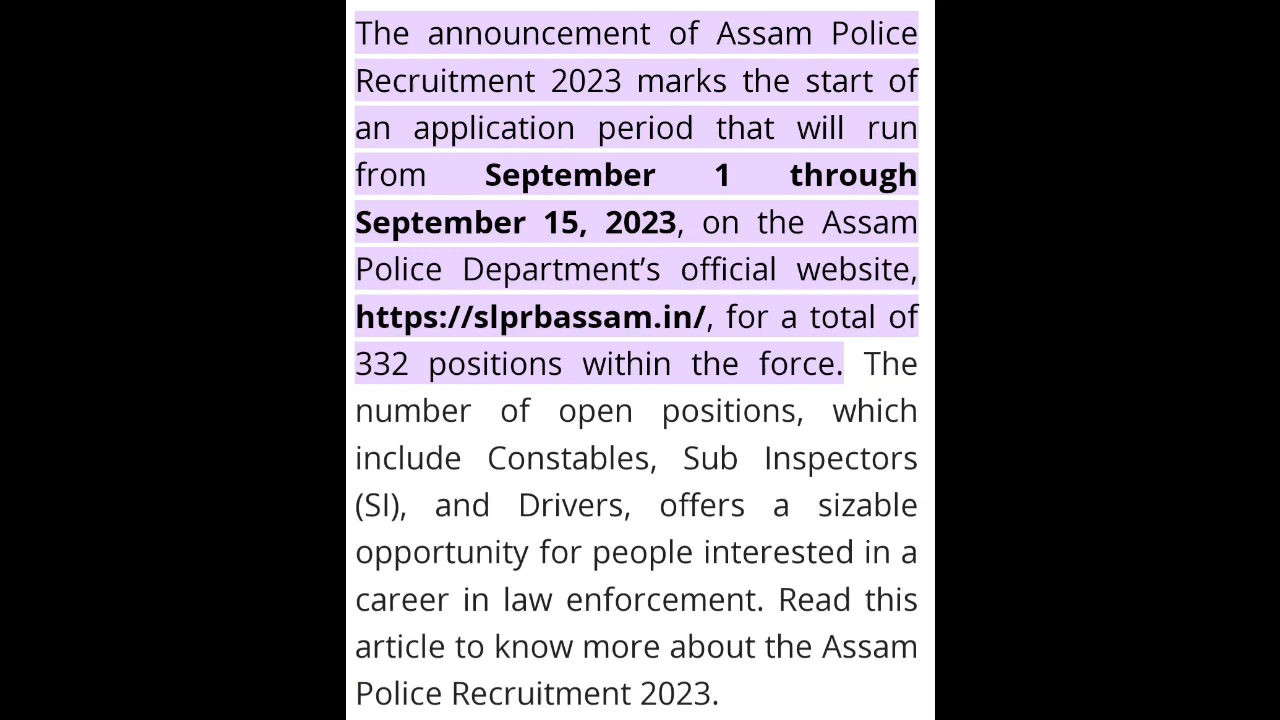 The announcement of Assam Police
Recruitment 2023 marks the start of
an application period that will run
from September 1 through
September 15, 2023, on the Assam
Police Department’s official website,
https://slprbassam.in/, for a total of
332 positions within the force. The
number of open positions, which
include Constables, Sub Inspectors
(SI), and Drivers, offers a sizable
opportunity for people interested in a
career in law enforcement. Read this
article to know more about the Assam
Police Recruitment 2023.